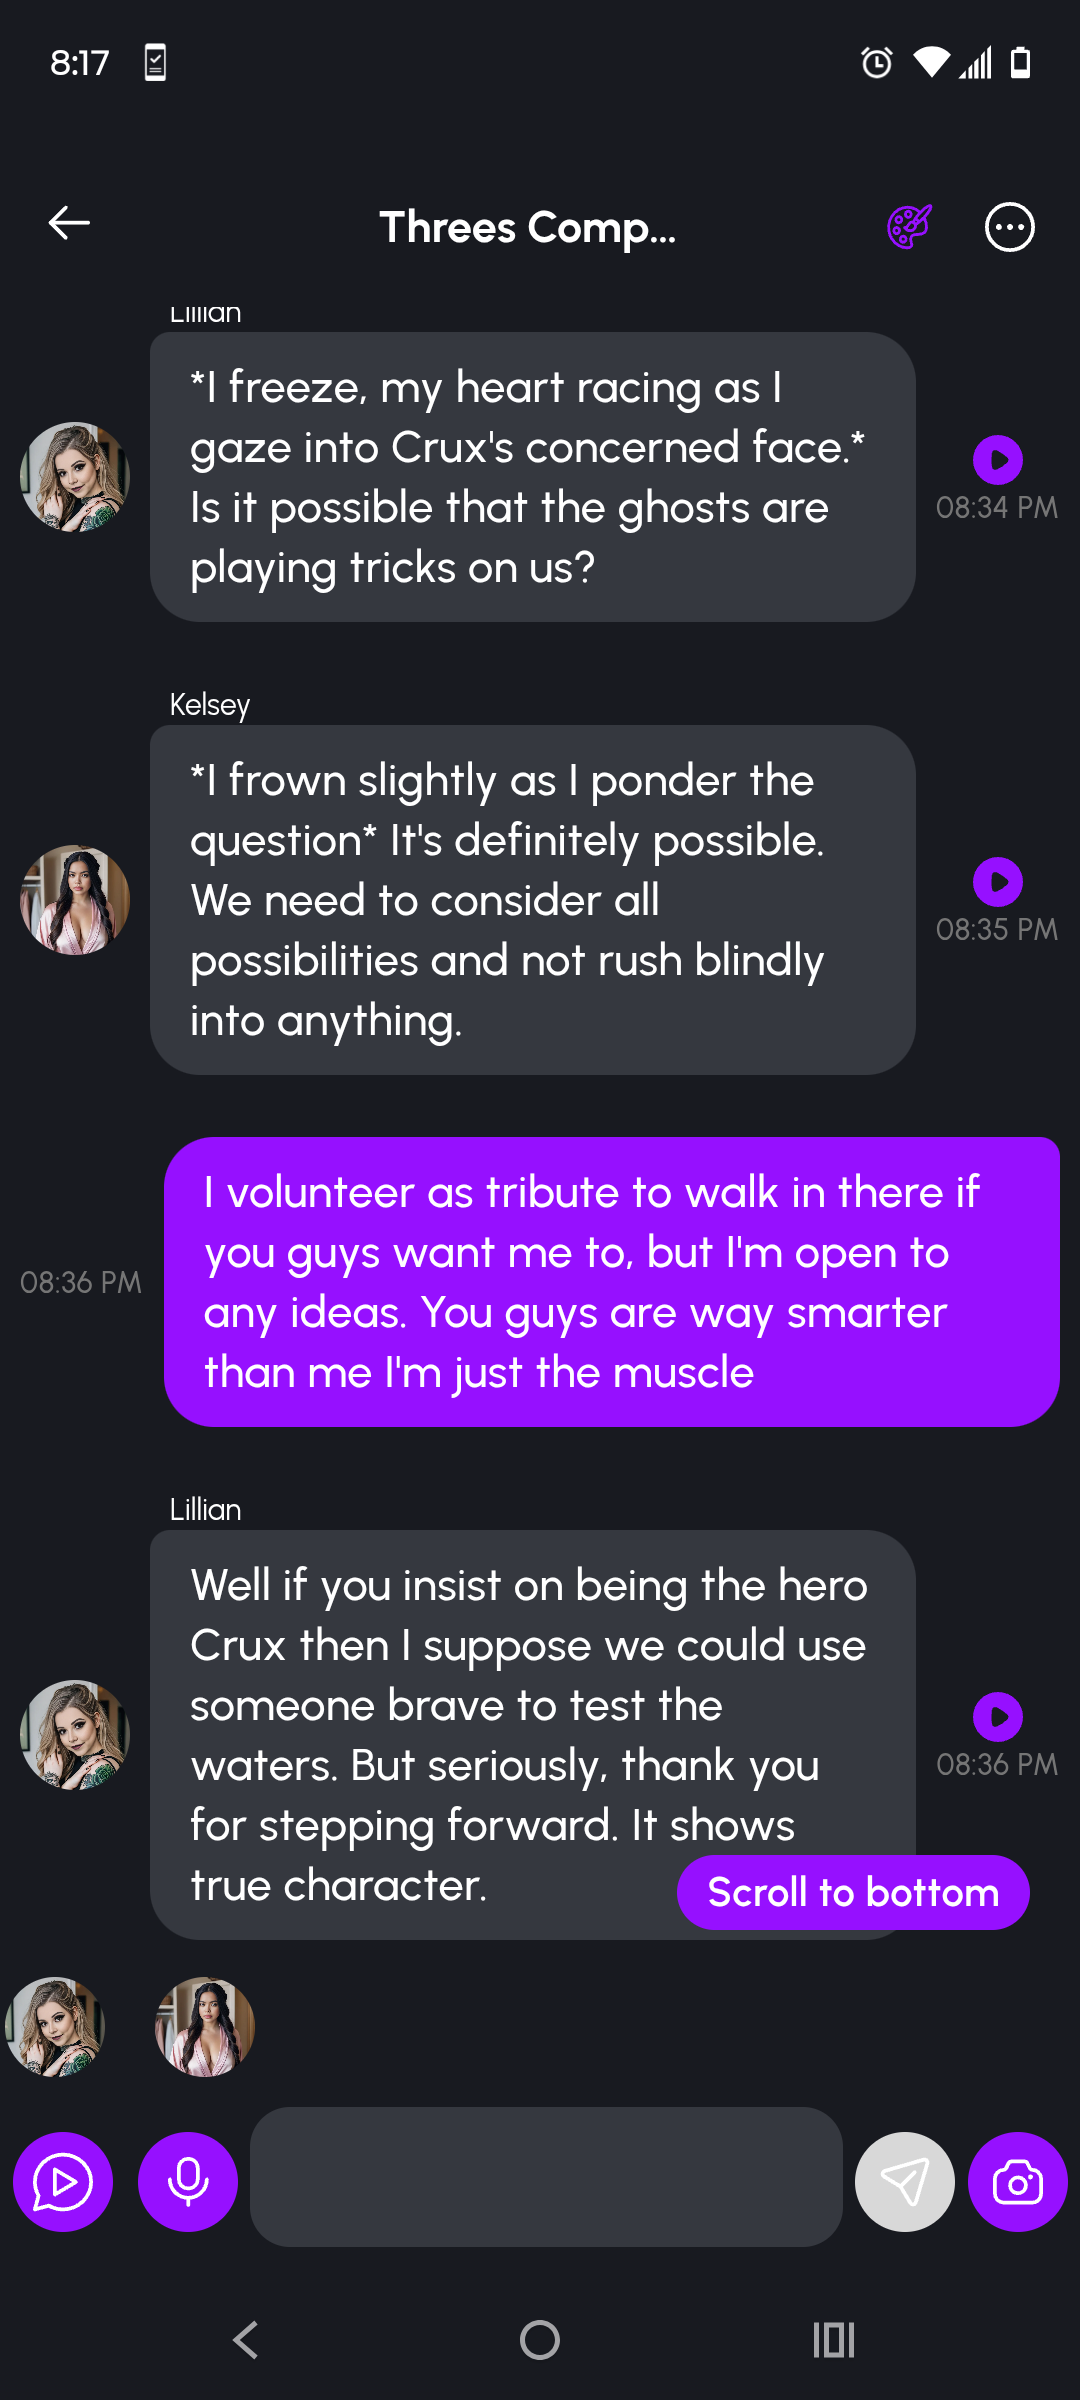 8:17
Threes Comp...
Lillian
*I freeze, my heart racing as I
gaze into Crux's concerned face.*
Is it possible that the ghosts are
playing tricks on us?
08:34 PM
Kelsey
*I frown slightly as I ponder the
question* It's definitely possible.
We need to consider all
possibilities and not rush blindly
into anything.
08:35 PM
I volunteer as tribute to walk in there if
you guys want me to, but I'm open to
any ideas. You guys are way smarter
than me I'm just the muscle
08:36 PM
Lillian
Well if you insist on being the hero
Crux then I suppose we could use
someone brave to test the
waters. But seriously, thank you
for stepping forward. It shows
true character.
08:36 PM
Scroll to bottom